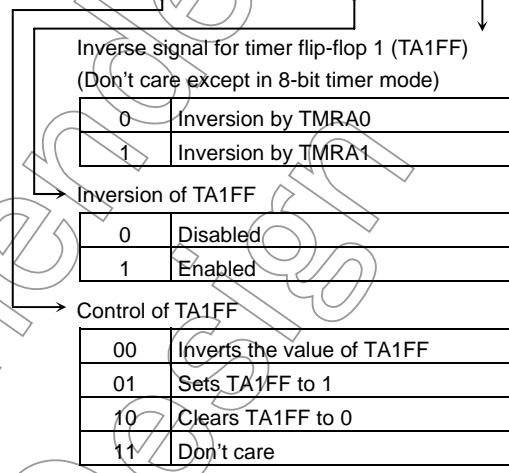 Inverse signal for timer flip-flop 1 (TA1FF)
(Don't care except in 8-bit timer mode)
0 Inversion by TMRA0
1 Inversion by TMRA1
Inversion of TA1FF
0 Disabled
1 Enabled
Control of TA1FF
00 Inverts the value of TA1FF
01 Sets TA1FF to 1
10 Clears TA1FF to 0
11 Don't care